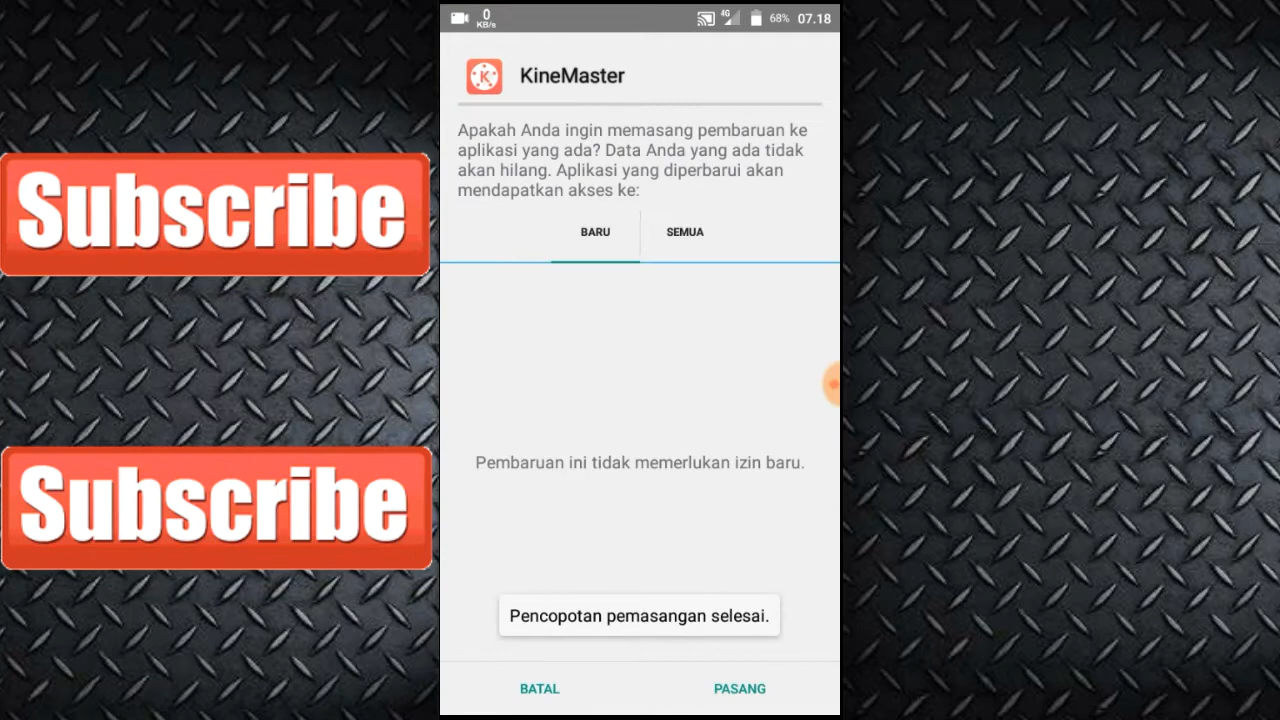 0
KB/s
4G
68%
07.18
KineMaster
Apakah Anda ingin memasang pembaruan ke
aplikasi yang ada? Data Anda yang ada tidak
akan hilang. Aplikasi yang diperbarui akan
mendapatkan akses ke:
BARU
SEMUA
Subscribe
Subscribe
Pembaruan ini tidak memerlukan izin baru.
Pencopotan pemasangan selesai.
BATAL
PASANG